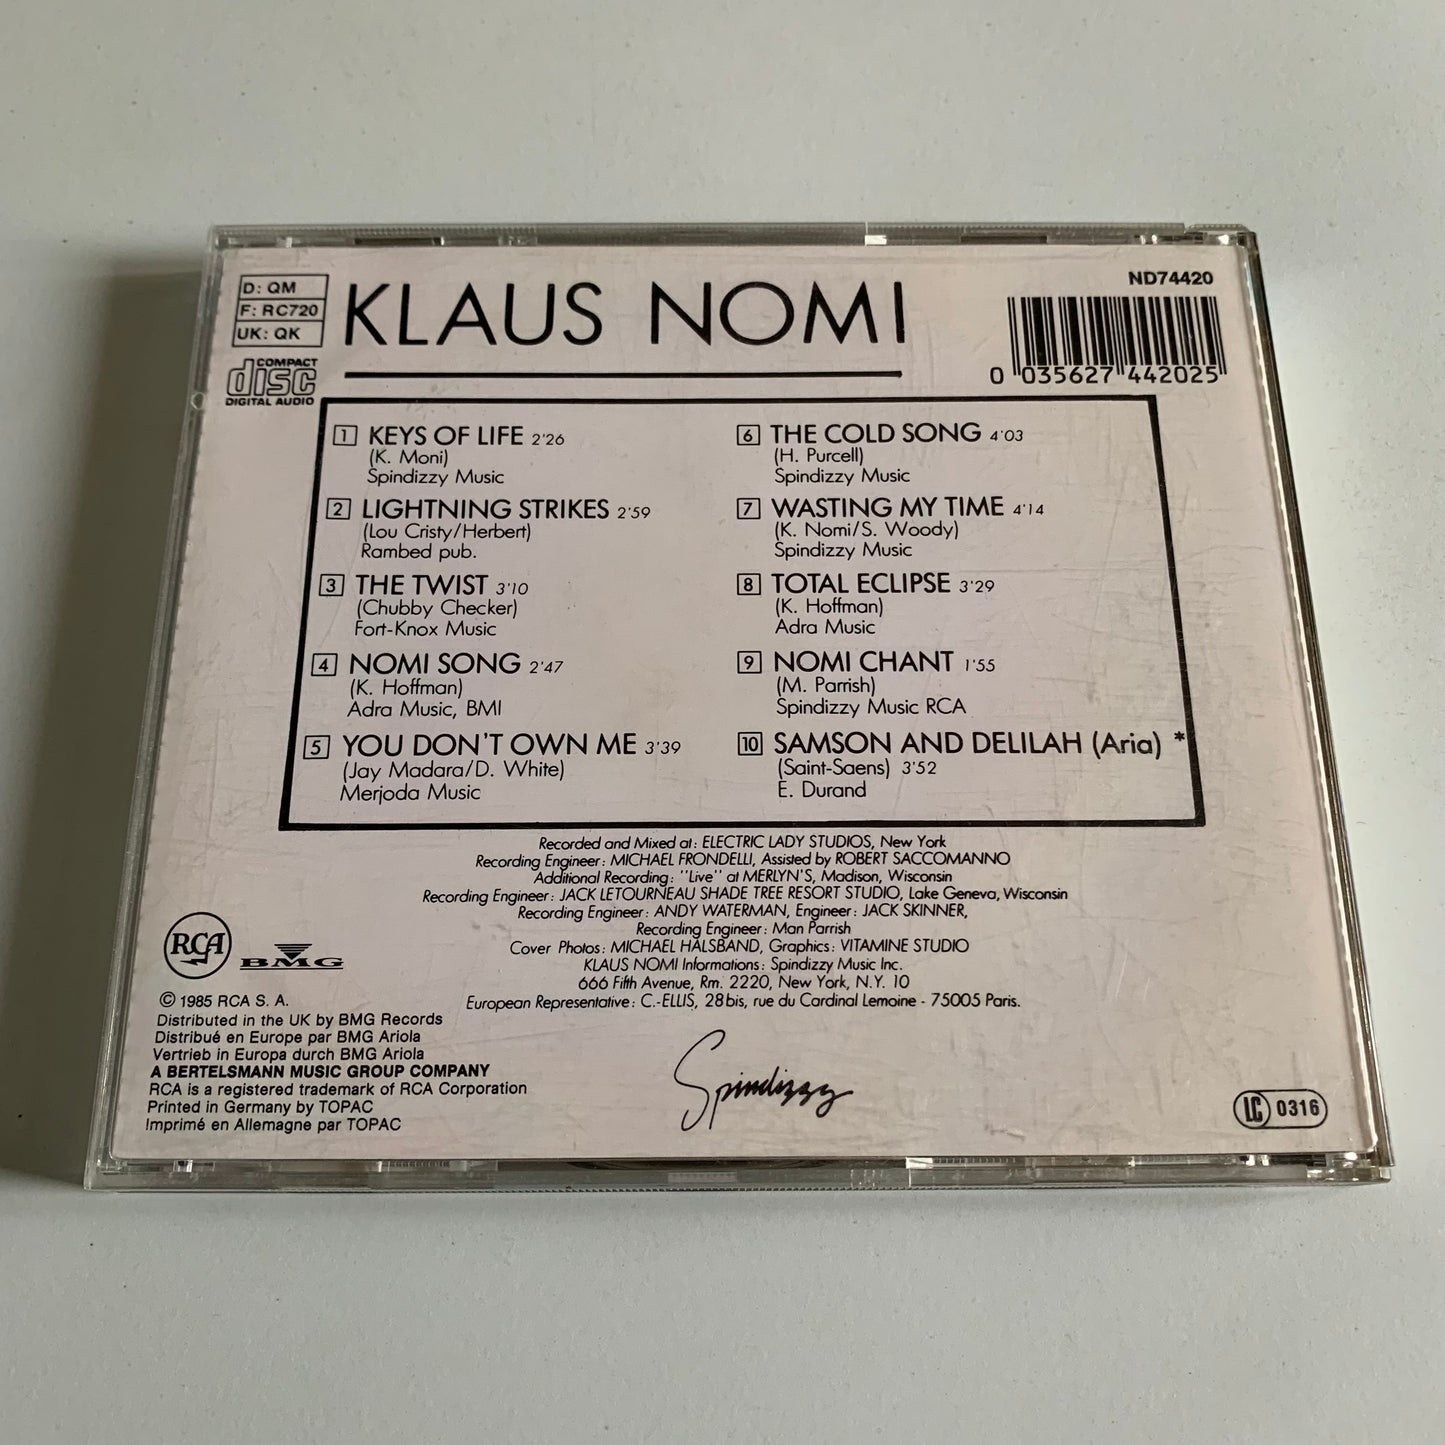 D: QM
F: RC720
UK: QK
COMPACT
disc
DIGITAL AUDIO
KLAUS NOMI
ND74420
0 035627 442025
1 KEYS OF LIFE 2'26
(K. Moni)
Spindizzy Music
2 LIGHTNING STRIKES 2'59
(Lou Cristy/Herbert)
Rambed pub.
3 THE TWIST 3'10
(Chubby Checker)
Fort-Knox Music
4 NOMI SONG 2'47
(K. Hoffman)
Adra Music, BMI
5 YOU DON'T OWN ME 3'39
(Jay Madara/D. White)
Merjoda Music
6 THE COLD SONG 4'03
(H. Purcell)
Spindizzy Music
7 WASTING MY TIME 4'14
(K. Nomi/S. Woody)
Spindizzy Music
8 TOTAL ECLIPSE 3'29
(K. Hoffman)
Adra Music
9 NOMI CHANT 1'55
(M. Parrish)
Spindizzy Music RCA
10 SAMSON AND DELILAH (Aria) *
(Saint-Saens) 3'52
E. Durand
Recorded and Mixed at: ELECTRIC LADY STUDIOS, New York
Recording Engineer: MICHAEL FRONDELLI, Assisted by ROBERT SACCOMANNO
Additional Recording: "Live" at MERLYN'S, Madison, Wisconsin
Recording Engineer: JACK LETOURNEAU SHADE TREE RESORT STUDIO, Lake Geneva, Wisconsin
Recording Engineer: ANDY WATERMAN, Engineer: JACK SKINNER,
Recording Engineer: Man Parrish
Cover Photos: MICHAEL HALSBAND, Graphics: VITAMINE STUDIO
KLAUS NOMI Informations: Spindizzy Music Inc.
666 Fifth Avenue, Rm. 2220, New York, N.Y. 10
European Representative: C.-ELLIS, 28 bis, rue du Cardinal Lemoine - 75005 Paris.
RCA
BMG
© 1985 RCA S. A.
Distributed in the UK by BMG Records
Distribué en Europe par BMG Ariola
Vertrieb in Europa durch BMG Ariola
A BERTELSMANN MUSIC GROUP COMPANY
RCA is a registered trademark of RCA Corporation
Printed in Germany by TOPAC
Imprimé en Allemagne par TOPAC
Spindizzy
LC 0316